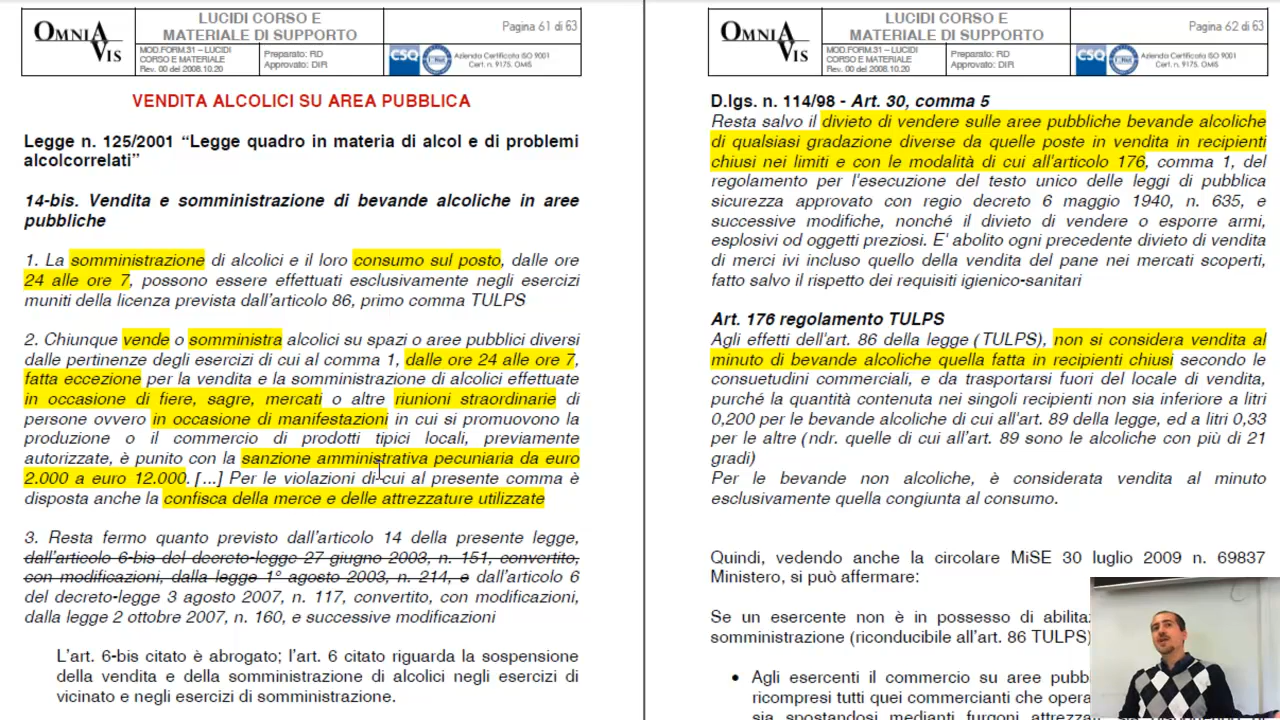 OMNIA VIS
LUCIDI CORSO E
MATERIALE DI SUPPORTO
Pagina 61 di 63
MOD.FORM.31 – LUCIDI
CORSO E MATERIALE
Rev. 00 del 2008.10.20
Preparato: RD
Approvato: DIR
CSQ
Azienda Certificata ISO 9001
Cert. n. 9175. OMIS
VENDITA ALCOLICI SU AREA PUBBLICA
Legge n. 125/2001 “Legge quadro in materia di alcol e di problemi
alcolcorrelati”
14-bis. Vendita e somministrazione di bevande alcoliche in aree
pubbliche
1. La somministrazione di alcolici e il loro consumo sul posto, dalle ore
24 alle ore 7, possono essere effettuati esclusivamente negli esercizi
muniti della licenza prevista dall’articolo 86, primo comma TULPS
2. Chiunque vende o somministra alcolici su spazi o aree pubblici diversi
dalle pertinenze degli esercizi di cui al comma 1, dalle ore 24 alle ore 7,
fatta eccezione per la vendita e la somministrazione di alcolici effettuate
in occasione di fiere, sagre, mercati o altre riunioni straordinarie di
persone ovvero in occasione di manifestazioni in cui si promuovono la
produzione o il commercio di prodotti tipici locali, previamente
autorizzate, è punito con la sanzione amministrativa pecuniaria da euro
2.000 a euro 12.000. [...] Per le violazioni di cui al presente comma è
disposta anche la confisca della merce e delle attrezzature utilizzate
3. Resta fermo quanto previsto dall’articolo 14 della presente legge,
dall’articolo 6-bis del decreto-legge 27 giugno 2003, n. 151, convertito,
con modificazioni, dalla legge 1° agosto 2003, n. 214, e dall’articolo 6
del decreto-legge 3 agosto 2007, n. 117, convertito, con modificazioni,
dalla legge 2 ottobre 2007, n. 160, e successive modificazioni
L’art. 6-bis citato è abrogato; l’art. 6 citato riguarda la sospensione
della vendita e della somministrazione di alcolici negli esercizi di
vicinato e negli esercizi di somministrazione.
OMNIA VIS
LUCIDI CORSO E
MATERIALE DI SUPPORTO
Pagina 62 di 63
MOD.FORM.31 – LUCIDI
CORSO E MATERIALE
Rev. 00 del 2008.10.20
Preparato: RD
Approvato: DIR
CSQ
Azienda Certificata ISO 9001
Cert. n. 9175. OMIS
D.lgs. n. 114/98 - Art. 30, comma 5
Resta salvo il divieto di vendere sulle aree pubbliche bevande alcoliche
di qualsiasi gradazione diverse da quelle poste in vendita in recipienti
chiusi nei limiti e con le modalità di cui all'articolo 176, comma 1, del
regolamento per l'esecuzione del testo unico delle leggi di pubblica
sicurezza approvato con regio decreto 6 maggio 1940, n. 635, e
successive modifiche, nonché il divieto di vendere o esporre armi,
esplosivi od oggetti preziosi. E' abolito ogni precedente divieto di vendita
di merci ivi incluso quello della vendita del pane nei mercati scoperti,
fatto salvo il rispetto dei requisiti igienico-sanitari
Art. 176 regolamento TULPS
Agli effetti dell'art. 86 della legge (TULPS), non si considera vendita al
minuto di bevande alcoliche quella fatta in recipienti chiusi secondo le
consuetudini commerciali, e da trasportarsi fuori del locale di vendita,
purché la quantità contenuta nei singoli recipienti non sia inferiore a litri
0,200 per le bevande alcoliche di cui all'art. 89 della legge, ed a litri 0,33
per le altre (ndr. quelle di cui all’art. 89 sono le alcoliche con più di 21
gradi)
Per le bevande non alcoliche, è considerata vendita al minuto
esclusivamente quella congiunta al consumo.
Quindi, vedendo anche la circolare MiSE 30 luglio 2009 n. 69837
Ministero, si può affermare:
Se un esercente non è in possesso di
somministrazione (riconducibile all’art. 86 TULPS)
• Agli esercenti il commercio su aree
ricompresi tutti quei commercianti che
sia spostandosi mediante furgoni